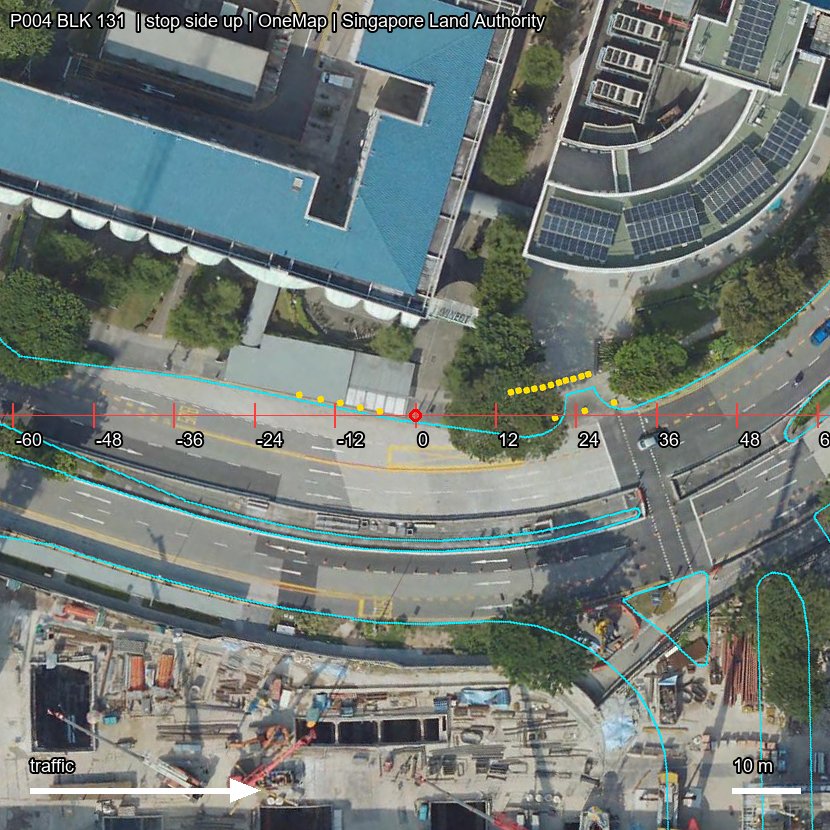 P004 BLK 131 | stop side up | OneMap | Singapore Land Authority
-60 -48 -36 -24 -12 0 12 24 36 48 6
traffic
10 m